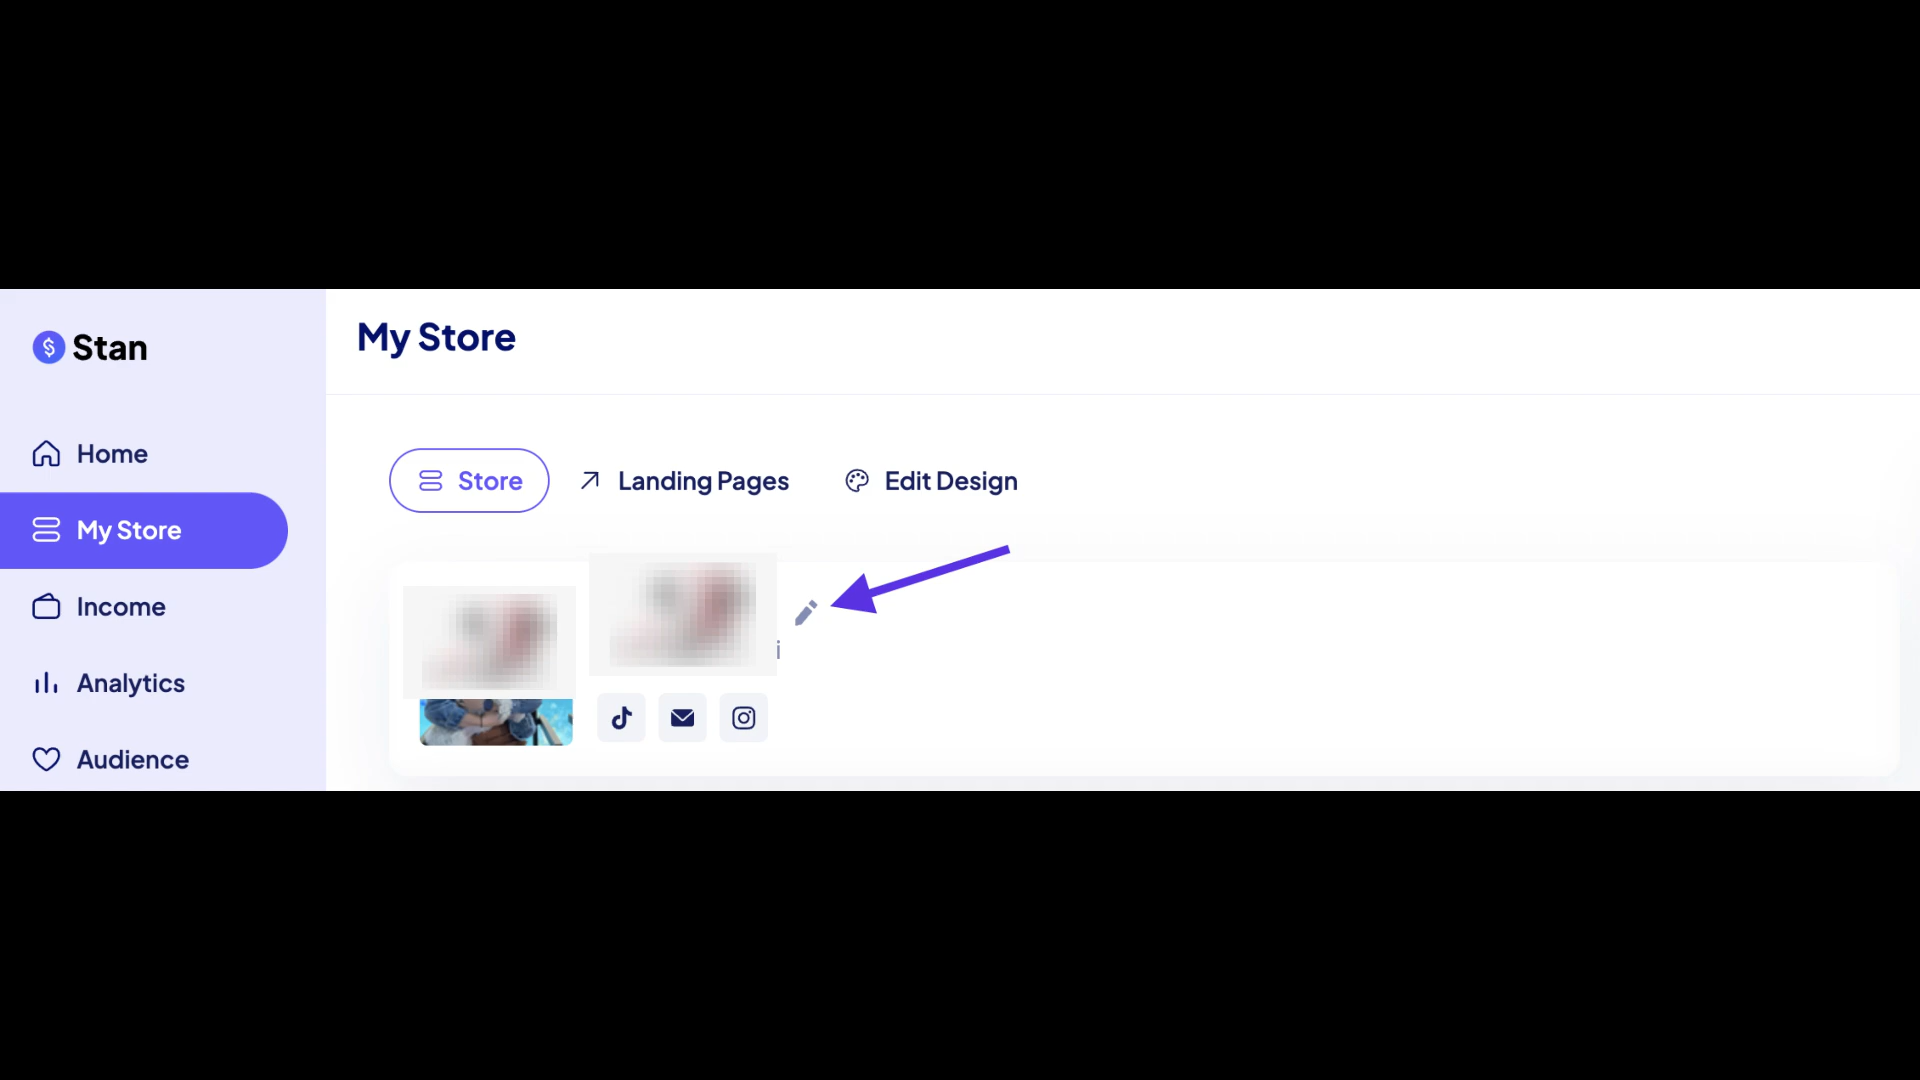 Stan
My Store
Home
My Store
Income
Analytics
Audience
Store
Landing Pages
Edit Design
i